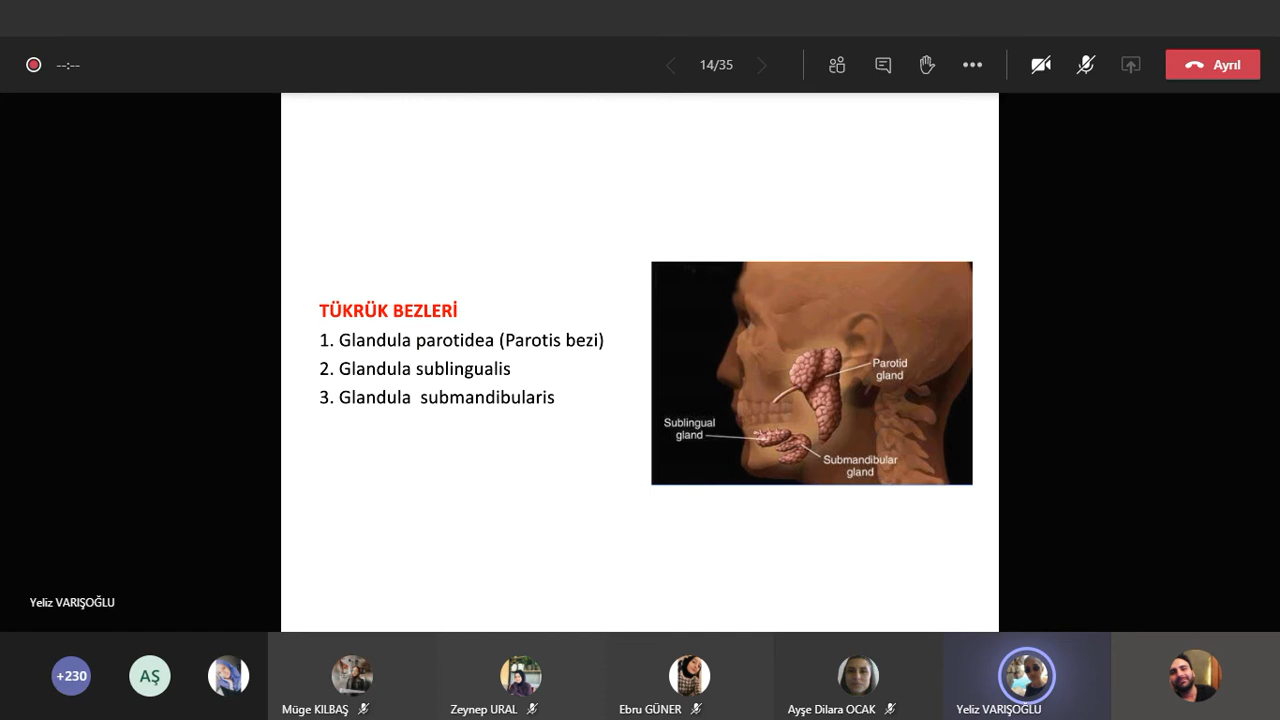 --:--
14/35
Ayrıl
TÜKRÜK BEZLERİ
1. Glandula parotidea (Parotis bezi)
2. Glandula sublingualis
3. Glandula  submandibularis
Parotid
gland
Sublingual
gland
Submandibular
gland
Yeliz VARIŞOĞLU
+230
AŞ
Müge KILBAŞ
Zeynep URAL
Ebru GÜNER
Ayşe Dilara OCAK
Yeliz VARIŞOĞLU